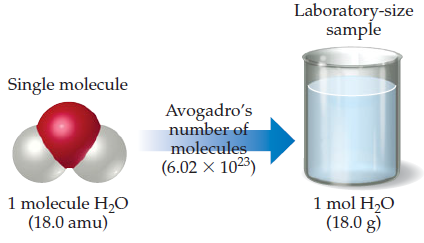 Laboratory-size
sample
Single molecule
Avogadro's
number of
molecules
(6.02 × 10²³)
1 molecule H₂O
(18.0 amu)
1 mol H₂O
(18.0 g)